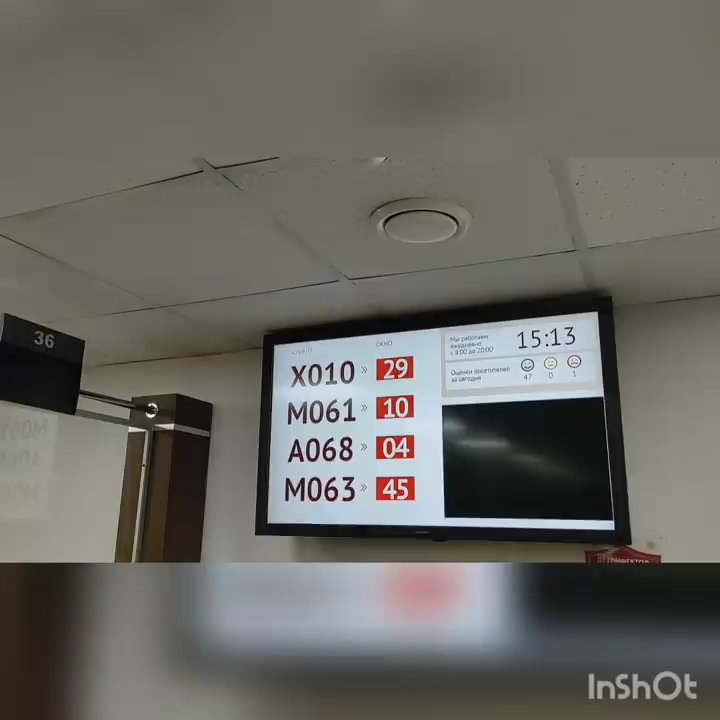 36
ОКНО
X010 » 29
M061 » 10
A068 » 04
M063 » 45
Мы работаем
ежедневно
с 8:00 до 20:00
15:13
Оценки посетителей
за сегодня
47 0 1
InShOt